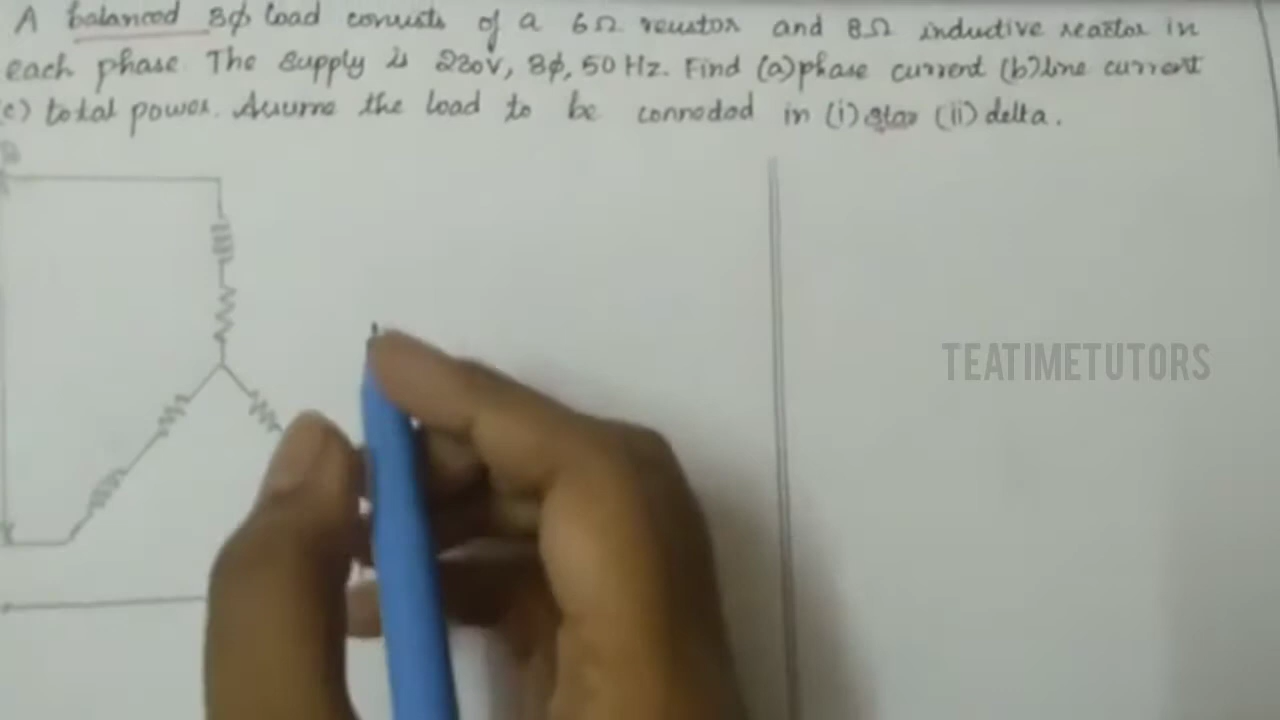 A balanced 3φ load consists of a 6Ω resistor and 8Ω inductive reactor in
each phase. The supply is 230V, 3φ, 50 Hz. Find (a) phase current (b) line current
(c) total power. Assume the load to be connected in (i) star (ii) delta.
TEATIMETUTORS